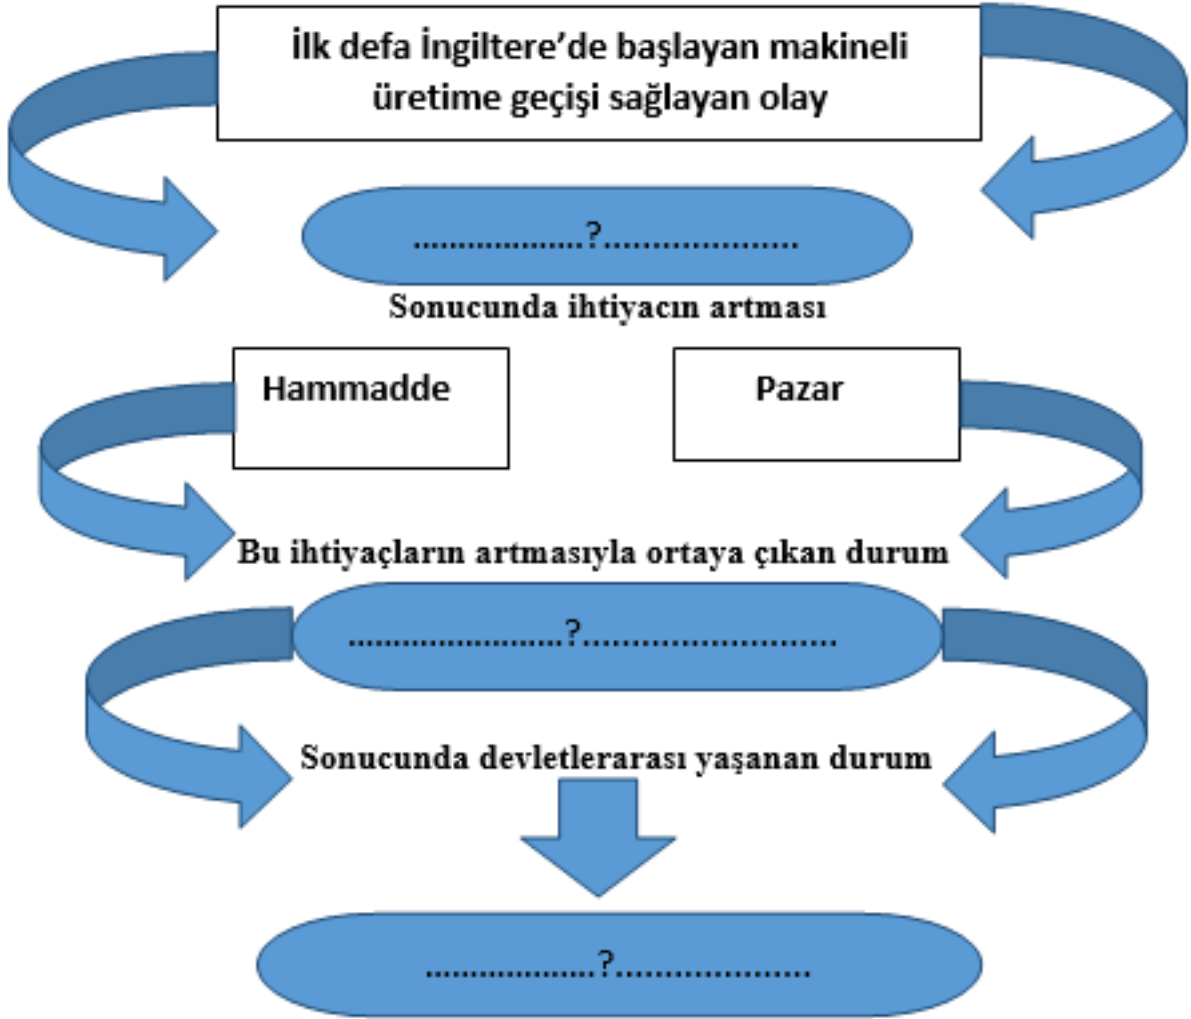 İlk defa İngiltere’de başlayan makineli
üretime geçişi sağlayan olay
...................?.....................
Sonucunda ihtiyacın artması
Hammadde Pazar
Bu ihtiyaçların artmasıyla ortaya çıkan durum
........................?..........................
Sonucunda devletlerarası yaşanan durum
...................?.....................